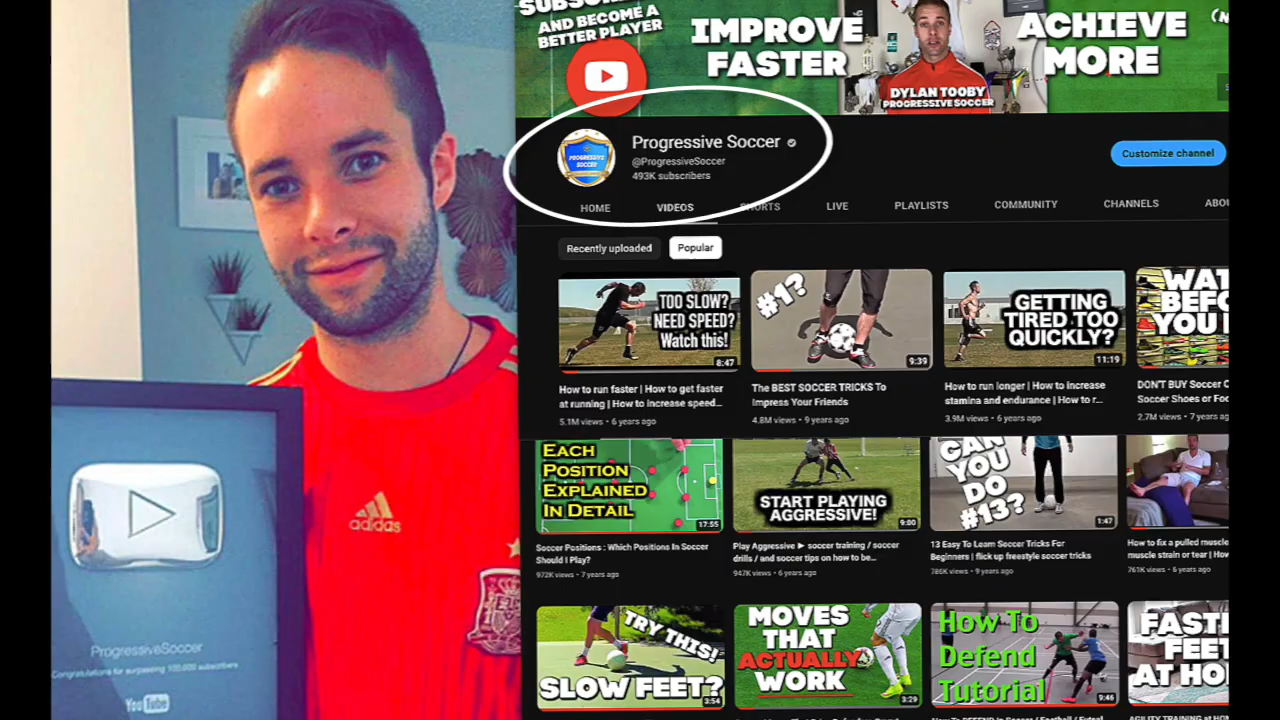 SUBSCRIBE
AND BECOME A
BETTER PLAYER
IMPROVE
FASTER
DYLAN TOOBY
PROGRESSIVE SOCCER
ACHIEVE
MORE
PROGRESSIVE
SOCCER
Progressive Soccer
@ProgressiveSoccer
493K subscribers
Customize channel
HOME VIDEOS SHORTS LIVE PLAYLISTS COMMUNITY CHANNELS ABOU
Recently uploaded Popular
TOO SLOW?
NEED SPEED?
Watch this!
8:47
#1?
9:39
GETTING
TIRED TOO
QUICKLY?
11:19
WAT
BEFO
YOU
How to run faster | How to get faster
at running | How to increase speed...
5.1M views • 6 years ago
The BEST SOCCER TRICKS To
Impress Your Friends
4.8M views • 9 years ago
How to run longer | How to increase
stamina and endurance | How to r...
3.9M views • 6 years ago
DON'T BUY Soccer C
Soccer Shoes or Foo
2.7M views • 7 years ag
EACH
POSITION
EXPLAINED
IN DETAIL
17:55
START PLAYING
AGGRESSIVE!
9:00
CAN
YOU
DO
#13?
1:47
Soccer Positions : Which Positions In Soccer
Should I Play?
972K views • 7 years ago
Play Aggressive ► soccer training / soccer
drills / and soccer tips on how to be...
947K views • 6 years ago
13 Easy To Learn Soccer Tricks For
Beginners | flick up freestyle soccer tricks
786K views • 9 years ago
How to fix a pulled muscle
muscle strain or tear | How
761K views • 6 years ago
TRY THIS!
SLOW FEET?
3:54
MOVES
THAT
ACTUALLY
WORK
3:29
How To
Defend
Tutorial
9:46
FAST
FEET
AT HOM
adidas
ProgressiveSoccer
Congratulations for surpassing 100,000 subscribers
YouTube